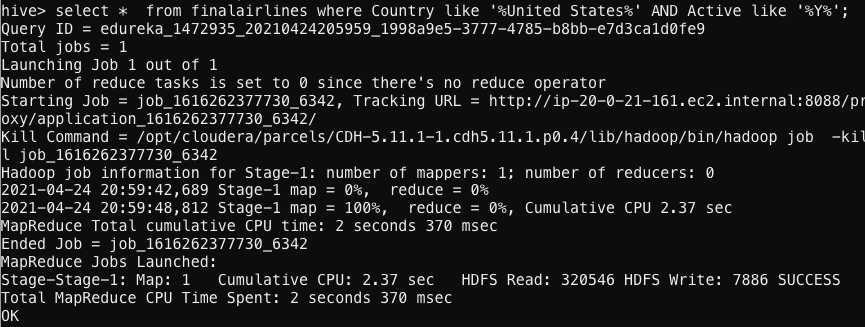 hive> select *  from finalairlines where Country like '%United States%' AND Active like '%Y%';
Query ID = edureka_1472935_20210424205959_1998a9e5-3777-4785-b8bb-e7d3ca1d0fe9
Total jobs = 1
Launching Job 1 out of 1
Number of reduce tasks is set to 0 since there's no reduce operator
Starting Job = job_1616262377730_6342, Tracking URL = http://ip-20-0-21-161.ec2.internal:8088/pr
oxy/application_1616262377730_6342/
Kill Command = /opt/cloudera/parcels/CDH-5.11.1-1.cdh5.11.1.p0.4/lib/hadoop/bin/hadoop job  -kil
l job_1616262377730_6342
Hadoop job information for Stage-1: number of mappers: 1; number of reducers: 0
2021-04-24 20:59:42,689 Stage-1 map = 0%,  reduce = 0%
2021-04-24 20:59:48,812 Stage-1 map = 100%,  reduce = 0%, Cumulative CPU 2.37 sec
MapReduce Total cumulative CPU time: 2 seconds 370 msec
Ended Job = job_1616262377730_6342
MapReduce Jobs Launched:
Stage-Stage-1: Map: 1   Cumulative CPU: 2.37 sec   HDFS Read: 320546 HDFS Write: 7886 SUCCESS
Total MapReduce CPU Time Spent: 2 seconds 370 msec
OK